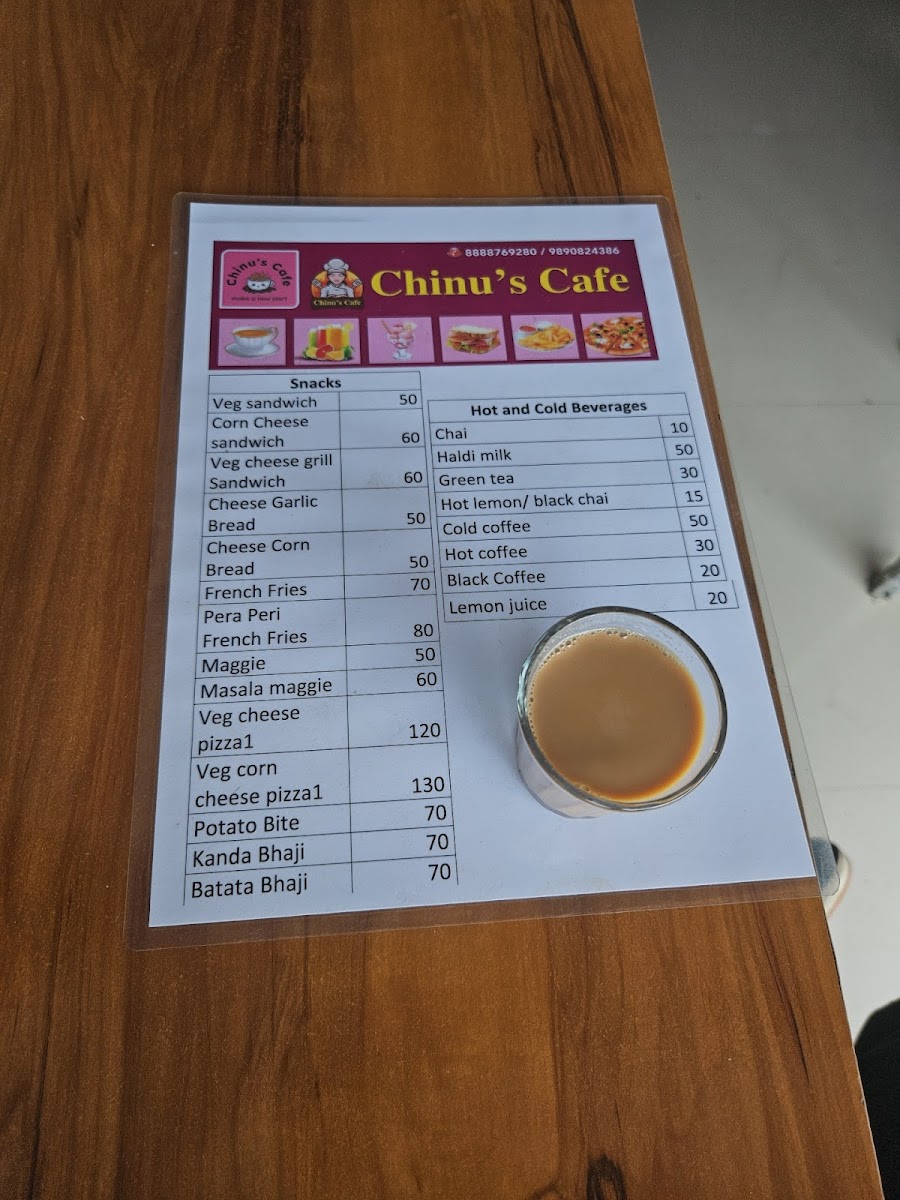 8888769280 / 9890824386
Chinu's Cafe
Make a New Start
Chinu's Cafe
Chinu's Cafe
Snacks
Veg sandwich 50
Corn Cheese
sandwich 60
Veg cheese grill
Sandwich 60
Cheese Garlic
Bread 50
Cheese Corn
Bread 50
French Fries 70
Pera Peri
French Fries 80
Maggie 50
Masala maggie 60
Veg cheese
pizza1 120
Veg corn
cheese pizza1 130
Potato Bite 70
Kanda Bhaji 70
Batata Bhaji 70
Hot and Cold Beverages
Chai 10
Haldi milk 50
Green tea 30
Hot lemon/ black chai 15
Cold coffee 50
Hot coffee 30
Black Coffee 20
Lemon juice 20